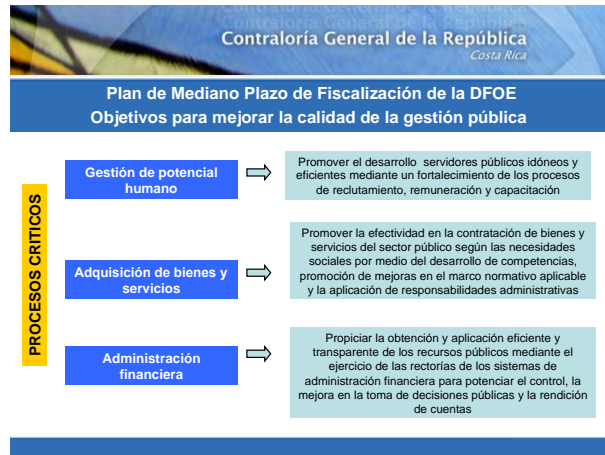 Contraloría General de la República
Contraloría General de la República
Costa Rica
Plan de Mediano Plazo de Fiscalización de la DFOE
Objetivos para mejorar la calidad de la gestión pública
PROCESOS CRITICOS
Gestión de potencial
humano
Promover el desarrollo servidores públicos idóneos y
eficientes mediante un fortalecimiento de los procesos
de reclutamiento, remuneración y capacitación
Adquisición de bienes y
servicios
Promover la efectividad en la contratación de bienes y
servicios del sector público según las necesidades
sociales por medio del desarrollo de competencias,
promoción de mejoras en el marco normativo aplicable
y la aplicación de responsabilidades administrativas
Administración
financiera
Propiciar la obtención y aplicación eficiente y
transparente de los recursos públicos mediante el
ejercicio de las rectorías de los sistemas de
administración financiera para potenciar el control, la
mejora en la toma de decisiones públicas y la rendición
de cuentas